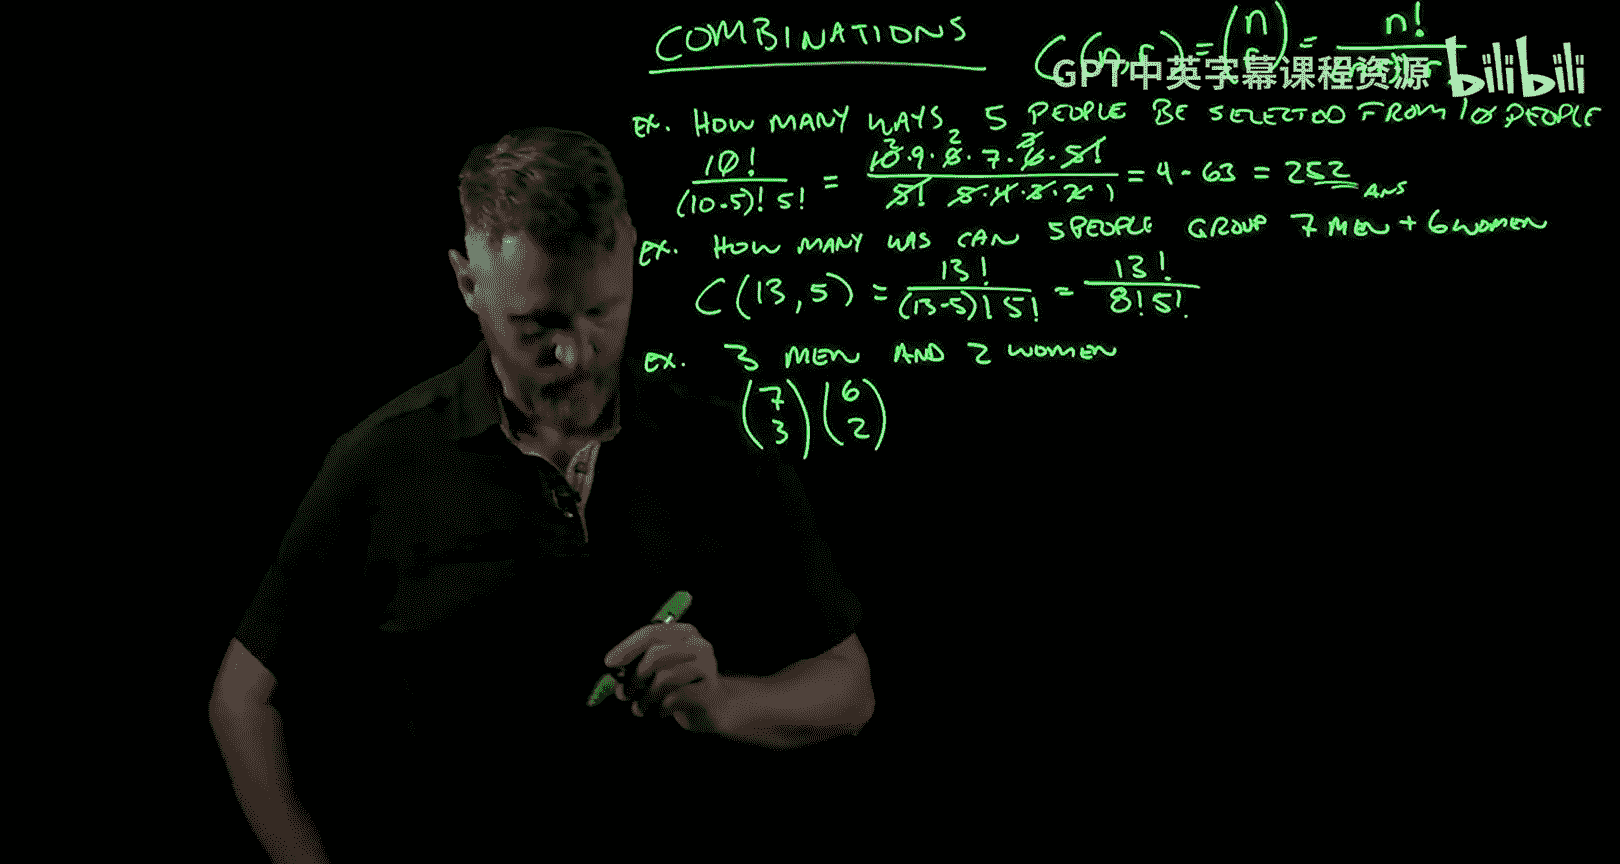 COMBINATIONS C(n,r) = (n r) = n!
GPT中英字幕课程资源 bilibili
EX. HOW MANY WAYS 5 PEOPLE BE SELECTED FROM 10 PEOPLE
10! / (10-5)! 5! = 10·9·8·7·6·5! / 5! 5·4·3·2·1 = 4·63 = 252 ANS
EX. HOW MANY WAS CAN 5 PEOPLE GROUP 7 MEN + 6 WOMEN
C(13,5) = 13! / (13-5)! 5! = 13! / 8! 5!
EX. 3 MEN AND 2 WOMEN
(7 3)(6 2)